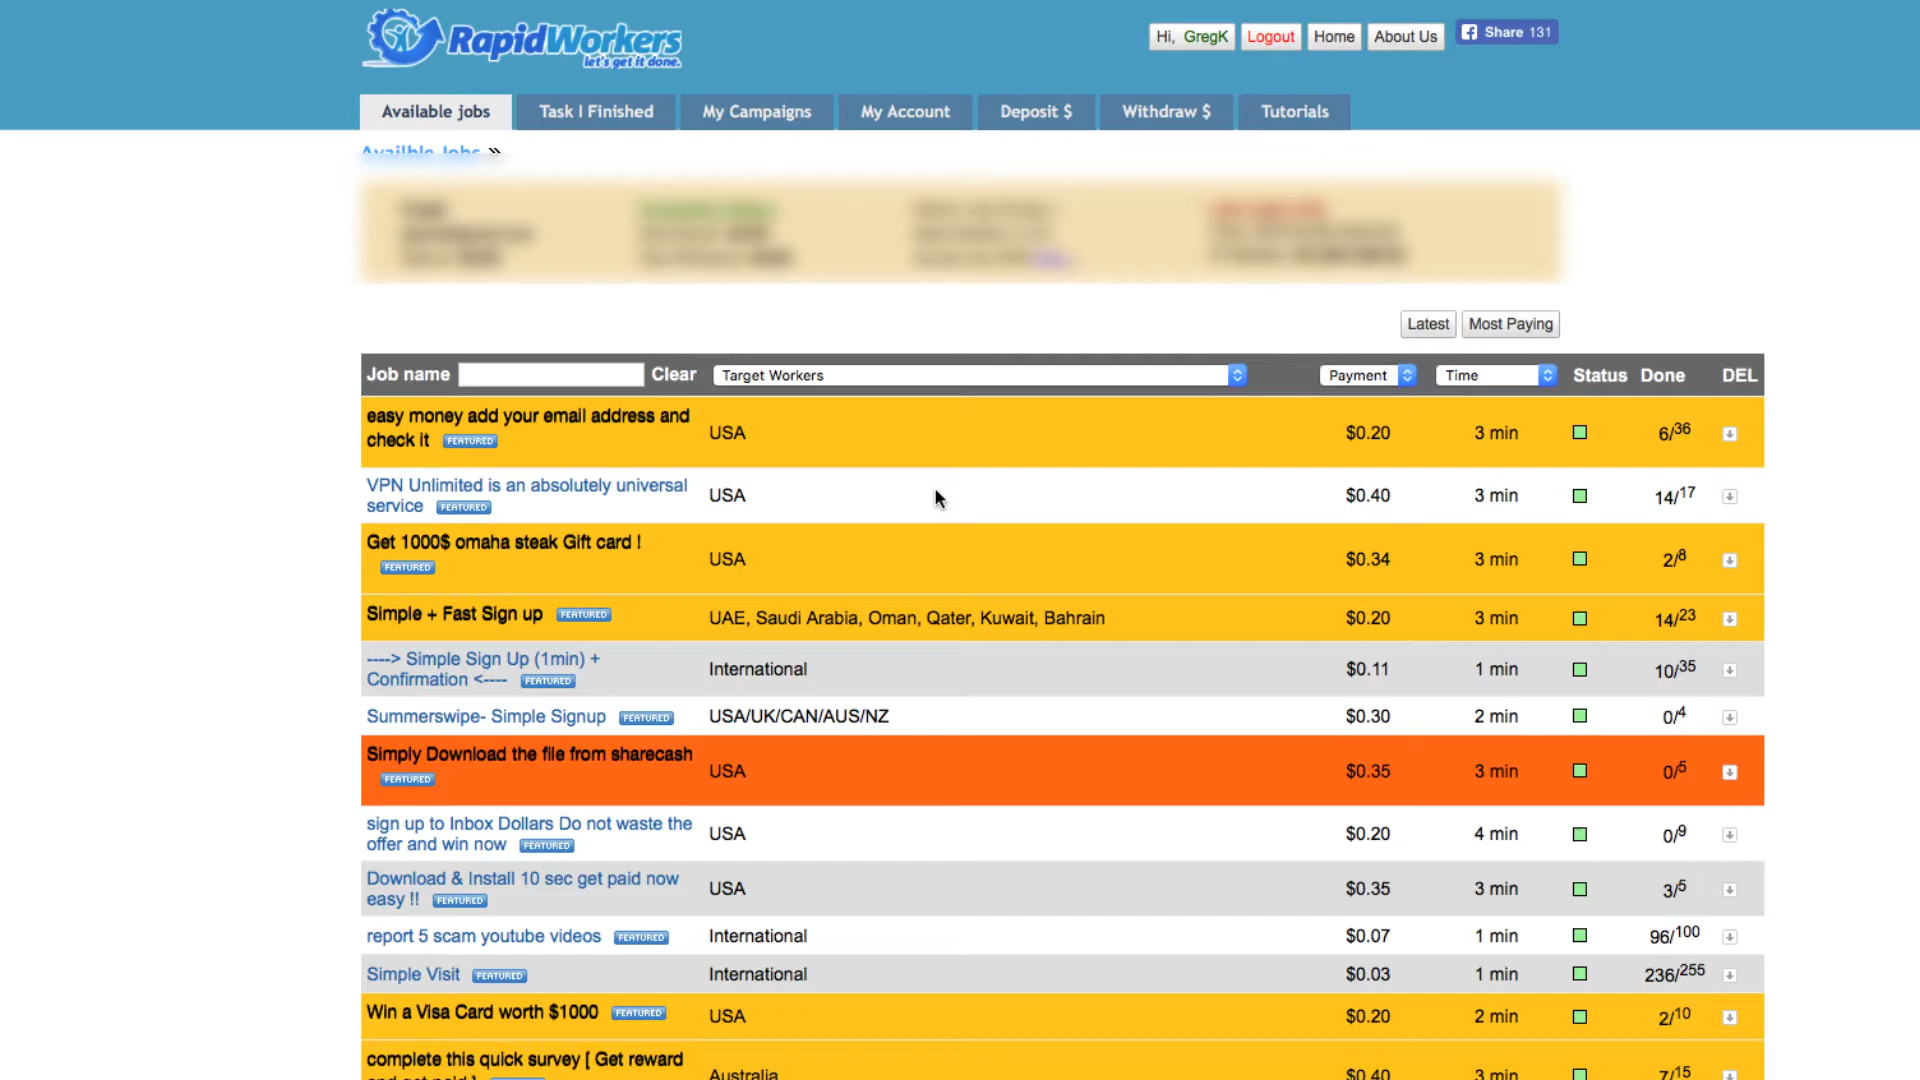 RapidWorkers
let's get it done.
Hi, GregK Logout Home About Us Share 131
Available jobs Task I Finished My Campaigns My Account Deposit $ Withdraw $ Tutorials
Availble Jobs »
Latest Most Paying
Job name Clear Target Workers Payment Time Status Done DEL
easy money add your email address and
check it FEATURED USA $0.20 3 min 6/36
VPN Unlimited is an absolutely universal
service FEATURED USA $0.40 3 min 14/17
Get 1000$ omaha steak Gift card !
FEATURED USA $0.34 3 min 2/8
Simple + Fast Sign up FEATURED UAE, Saudi Arabia, Oman, Qater, Kuwait, Bahrain $0.20 3 min 14/23
----> Simple Sign Up (1min) +
Confirmation <---- FEATURED International $0.11 1 min 10/35
Summerswipe- Simple Signup FEATURED USA/UK/CAN/AUS/NZ $0.30 2 min 0/4
Simply Download the file from sharecash
FEATURED USA $0.35 3 min 0/5
sign up to Inbox Dollars Do not waste the
offer and win now FEATURED USA $0.20 4 min 0/9
Download & Install 10 sec get paid now
easy !! FEATURED USA $0.35 3 min 3/5
report 5 scam youtube videos FEATURED International $0.07 1 min 96/100
Simple Visit FEATURED International $0.03 1 min 236/255
Win a Visa Card worth $1000 FEATURED USA $0.20 2 min 2/10
complete this quick survey [ Get reward
and get paid ] Australia $0.40 3 min 7/15